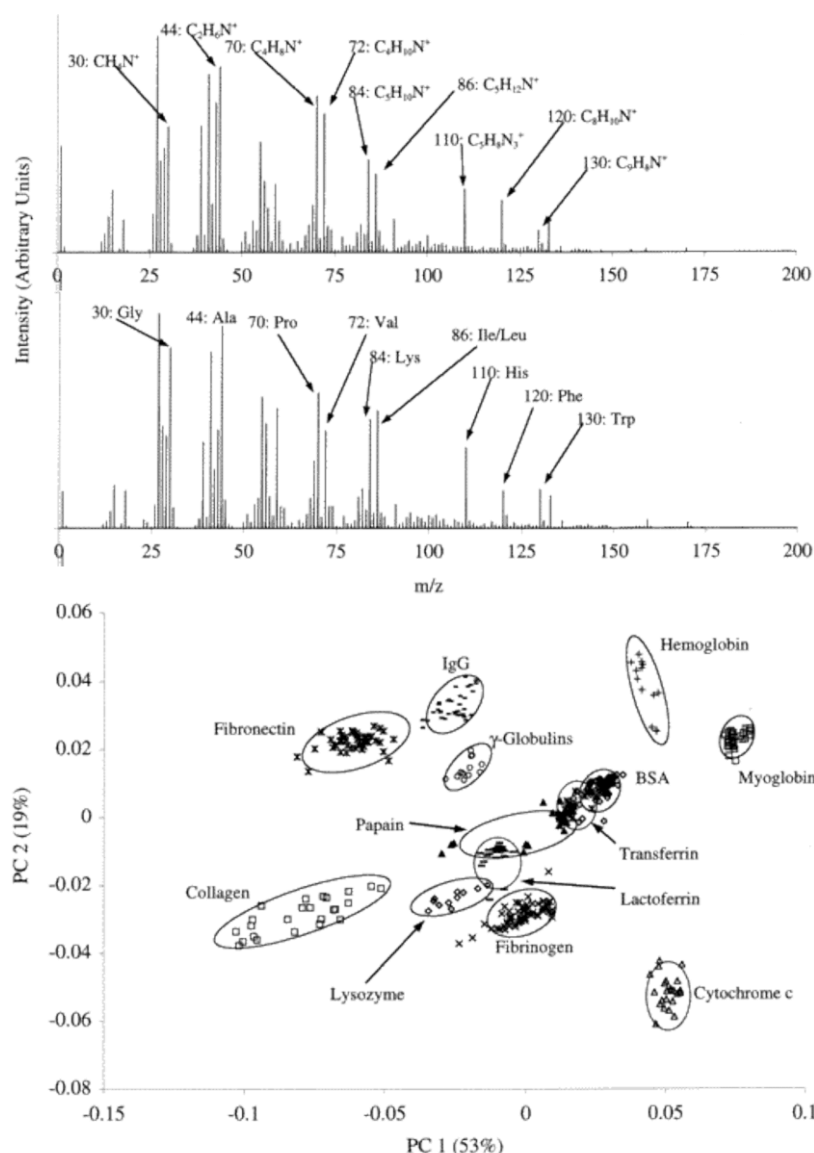 44: C₂H₆N⁺
30: CH₄N⁺
70: C₄H₈N⁺
72: C₄H₁₀N⁺
84: C₅H₁₀N⁺
86: C₅H₁₂N⁺
110: C₅H₈N₃⁺
120: C₈H₁₀N⁺
130: C₉H₈N⁺
0 25 50 75 100 125 150 175 200
Intensity (Arbitrary Units)
30: Gly
44: Ala
70: Pro
72: Val
84: Lys
86: Ile/Leu
110: His
120: Phe
130: Trp
0 25 50 75 100 125 150 175 200
m/z
0.06
0.04
0.02
0
-0.02
-0.04
-0.06
-0.08
PC 2 (19%)
Hemoglobin
IgG
Fibronectin
γ-Globulins
Myoglobin
BSA
Papain
Transferrin
Collagen
Lactoferrin
Lysozyme
Fibrinogen
Cytochrome c
-0.15 -0.1 -0.05 0 0.05 0.1
PC 1 (53%)